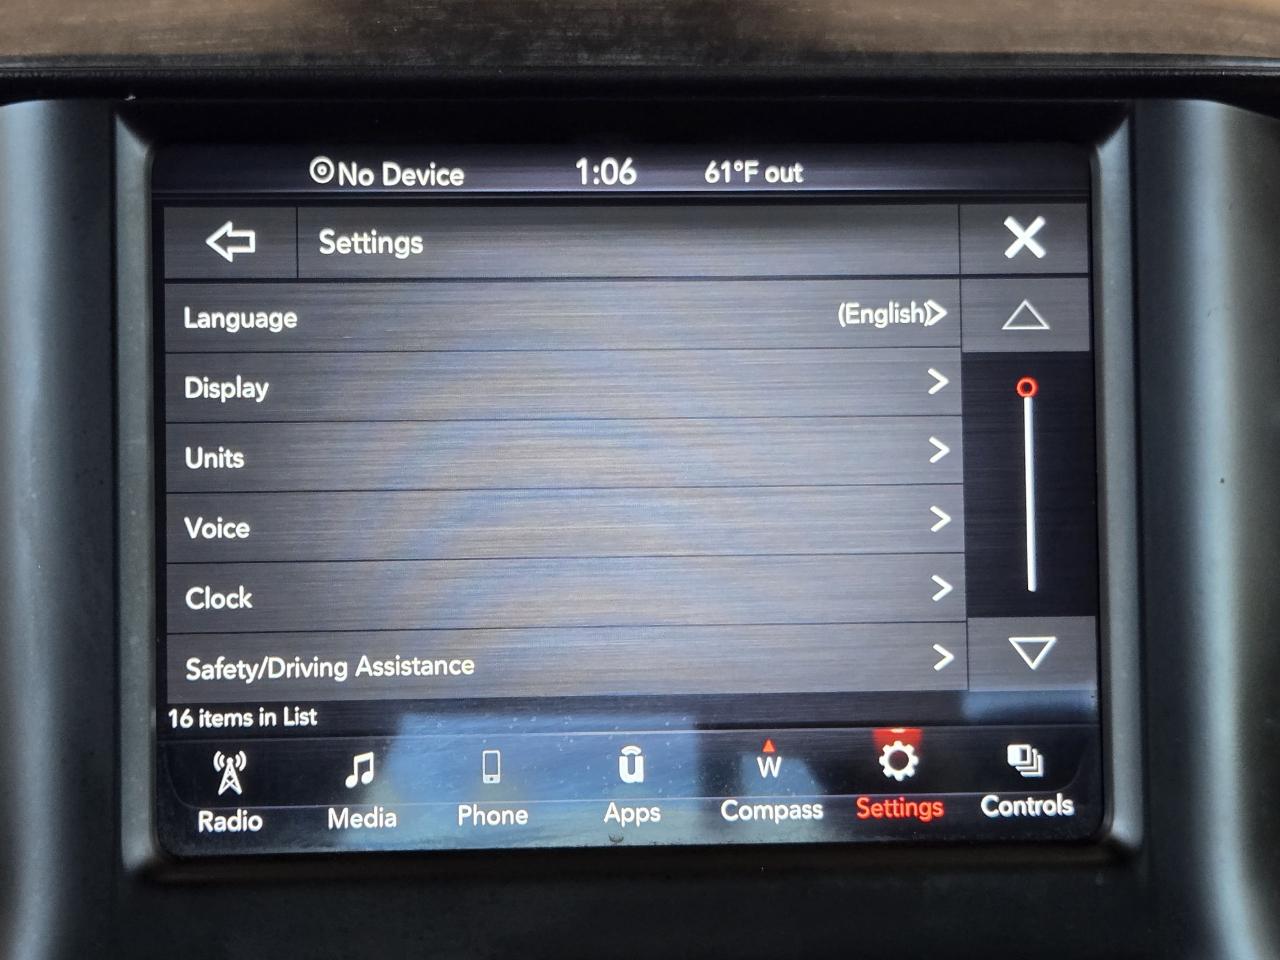 No Device 1:06 61°F out
Settings
Language (English)
Display
Units
Voice
Clock
Safety/Driving Assistance
16 items in List
W
Radio Media Phone Apps Compass Settings Controls